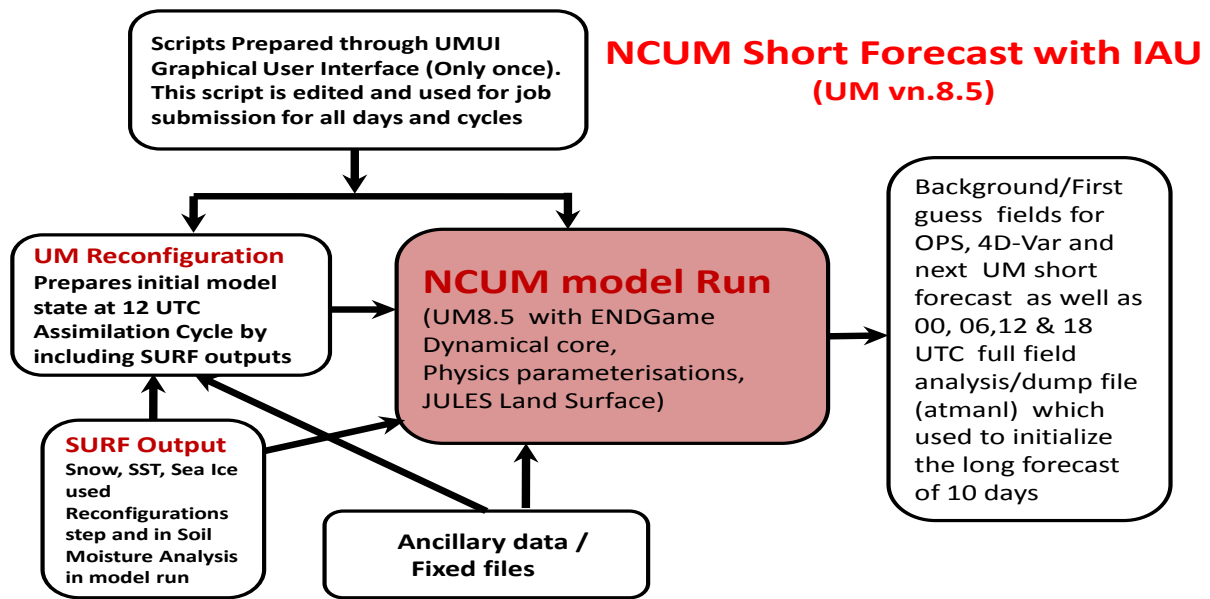 Scripts Prepared through UMUI
Graphical User Interface (Only once).
This script is edited and used for job
submission for all days and cycles
NCUM Short Forecast with IAU
(UM vn.8.5)
UM Reconfiguration
Prepares initial model
state at 12 UTC
Assimilation Cycle by
including SURF outputs
NCUM model Run
(UM8.5 with ENDGame
Dynamical core,
Physics parameterisations,
JULES Land Surface)
Background/First
guess fields for
OPS, 4D-Var and
next UM short
forecast as well as
00, 06,12 & 18
UTC full field
analysis/dump file
(atmanl) which
used to initialize
the long forecast
of 10 days
SURF Output
Snow, SST, Sea Ice
used
Reconfigurations
step and in Soil
Moisture Analysis
in model run
Ancillary data /
Fixed files